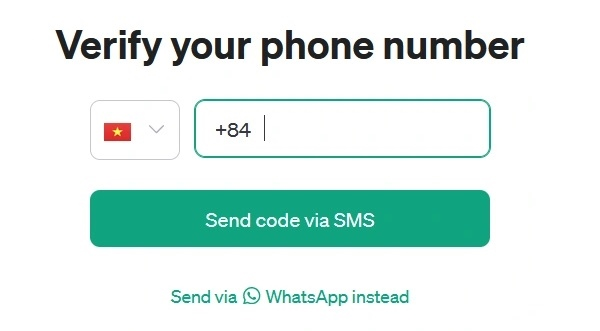 Verify your phone number
+84
Send code via SMS
Send via WhatsApp instead